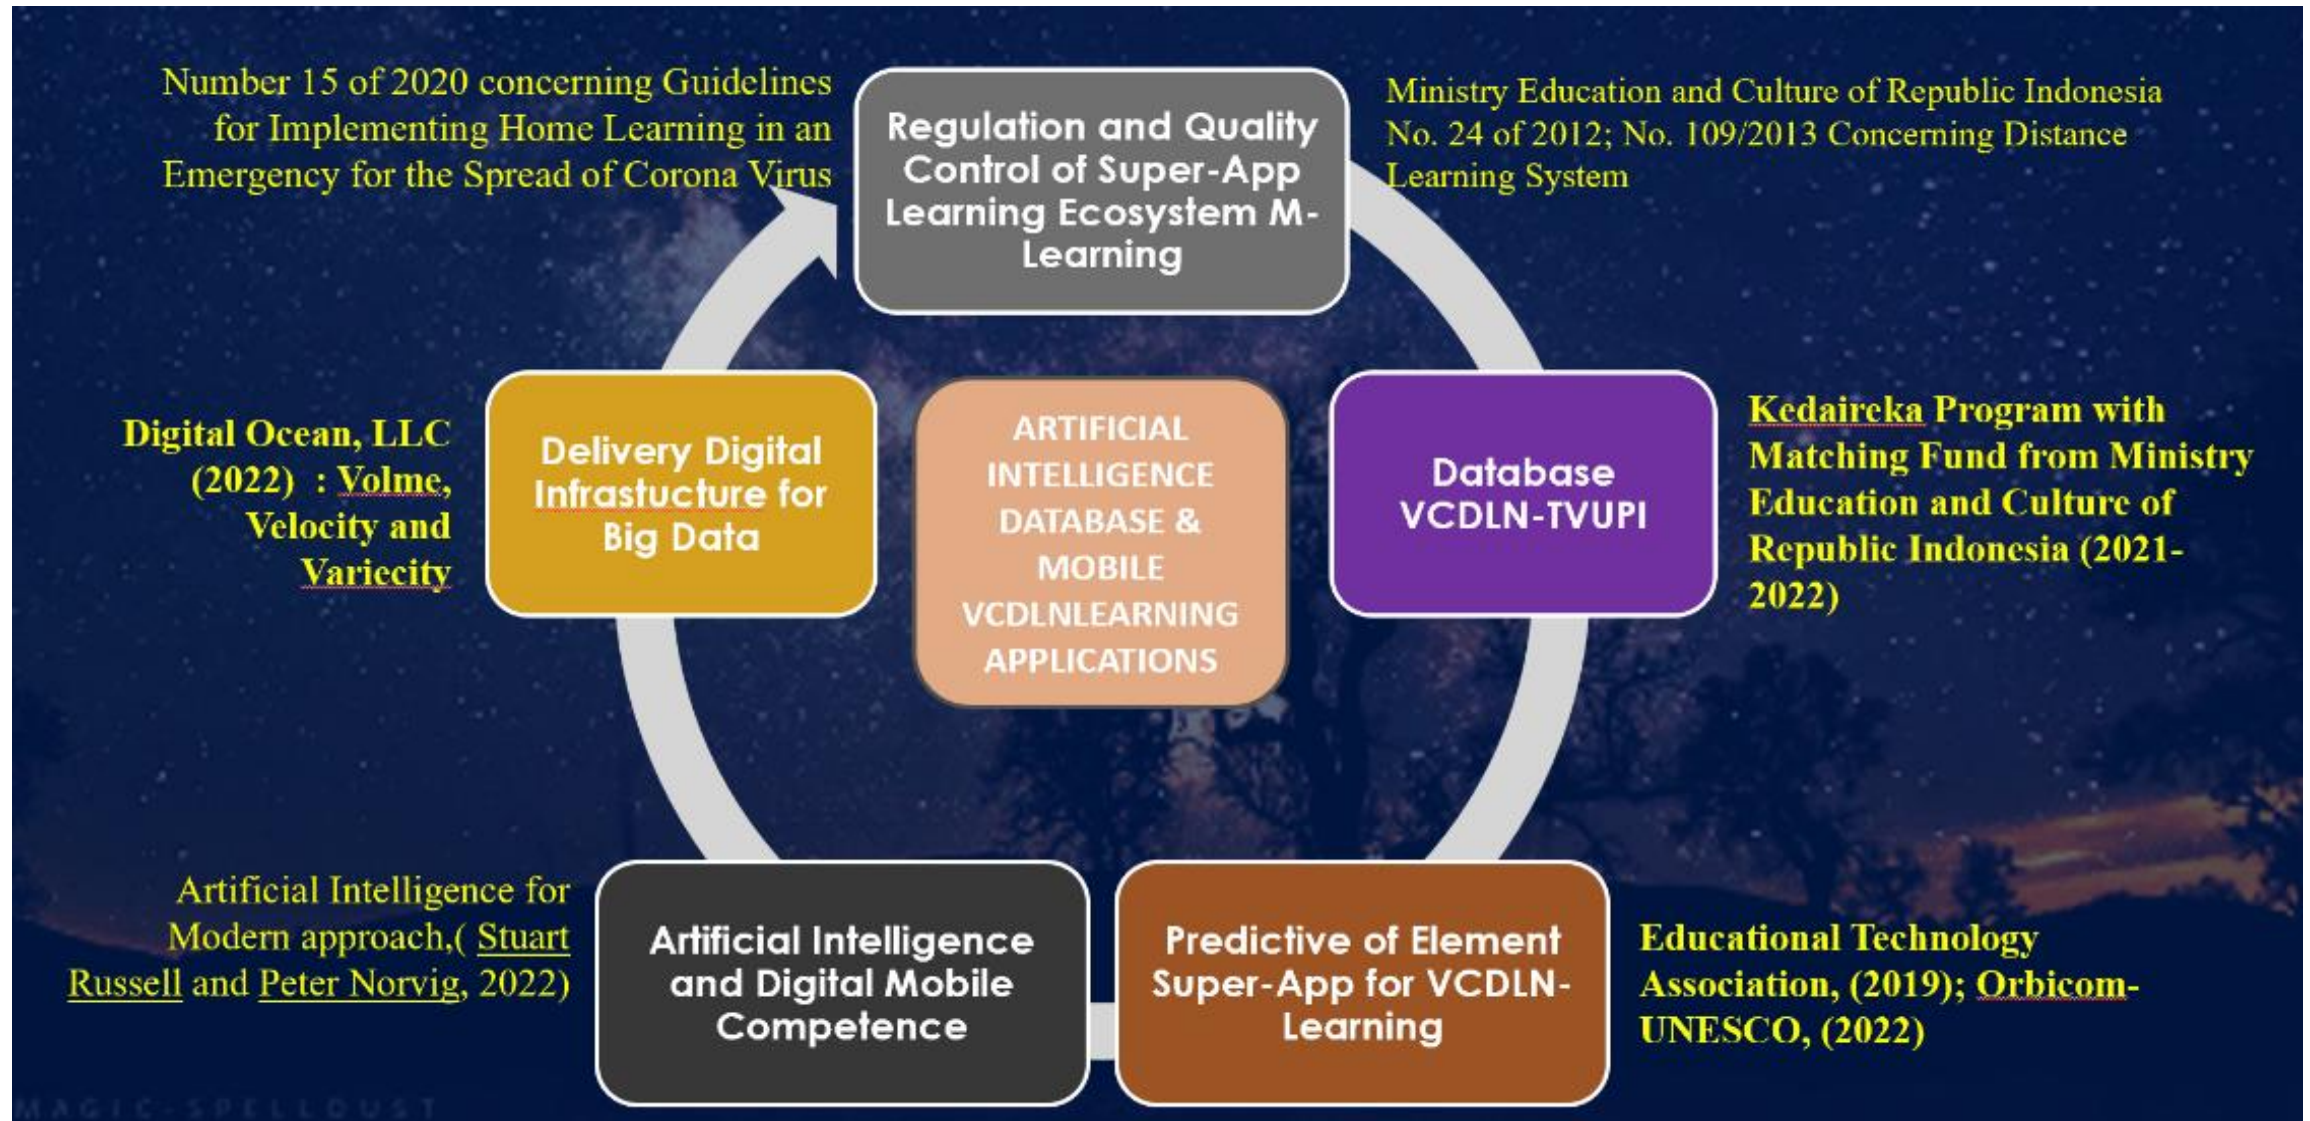 Number 15 of 2020 concerning Guidelines
for Implementing Home Learning in an
Emergency for the Spread of Corona Virus
Regulation and Quality
Control of Super-App
Learning Ecosystem M-
Learning
Ministry Education and Culture of Republic Indonesia
No. 24 of 2012; No. 109/2013 Concerning Distance
Learning System
Digital Ocean, LLC
(2022) : Volme,
Velocity and
Variecity
Delivery Digital
Infrastucture for
Big Data
ARTIFICIAL
INTELLIGENCE
DATABASE &
MOBILE
VCDLNLEARNING
APPLICATIONS
Database
VCDLN-TVUPI
Kedaireka Program with
Matching Fund from Ministry
Education and Culture of
Republic Indonesia (2021-
2022)
Artificial Intelligence for
Modern approach,( Stuart
Russell and Peter Norvig, 2022)
Artificial Intelligence
and Digital Mobile
Competence
Predictive of Element
Super-App for VCDLN-
Learning
Educational Technology
Association, (2019); Orbicom-
UNESCO, (2022)
MAGIC-SPELLDUST